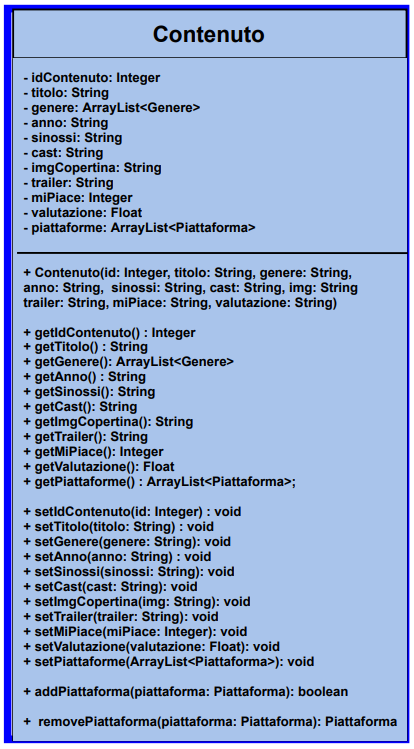 Contenuto
- idContenuto: Integer
- titolo: String
- genere: ArrayList<Genere>
- anno: String
- sinossi: String
- cast: String
- imgCopertina: String
- trailer: String
- miPiace: Integer
- valutazione: Float
- piattaforme: ArrayList<Piattaforma>
+ Contenuto(id: Integer, titolo: String, genere: String,
anno: String, sinossi: String, cast: String, img: String
trailer: String, miPiace: String, valutazione: String)
+ getIdContenuto() : Integer
+ getTitolo() : String
+ getGenere(): ArrayList<Genere>
+ getAnno() : String
+ getSinossi(): String
+ getCast(): String
+ getImgCopertina(): String
+ getTrailer(): String
+ getMiPiace(): Integer
+ getValutazione(): Float
+ getPiattaforme() : ArrayList<Piattaforma>;
+ setIdContenuto(id: Integer) : void
+ setTitolo(titolo: String) : void
+ setGenere(genere: String): void
+ setAnno(anno: String) : void
+ setSinossi(sinossi: String): void
+ setCast(cast: String): void
+ setImgCopertina(img: String): void
+ setTrailer(trailer: String): void
+ setMiPiace(miPiace: Integer): void
+ setValutazione(valutazione: Float): void
+ setPiattaforme(ArrayList<Piattaforma>): void
+ addPiattaforma(piattaforma: Piattaforma): boolean
+ removePiattaforma(piattaforma: Piattaforma): Piattaforma